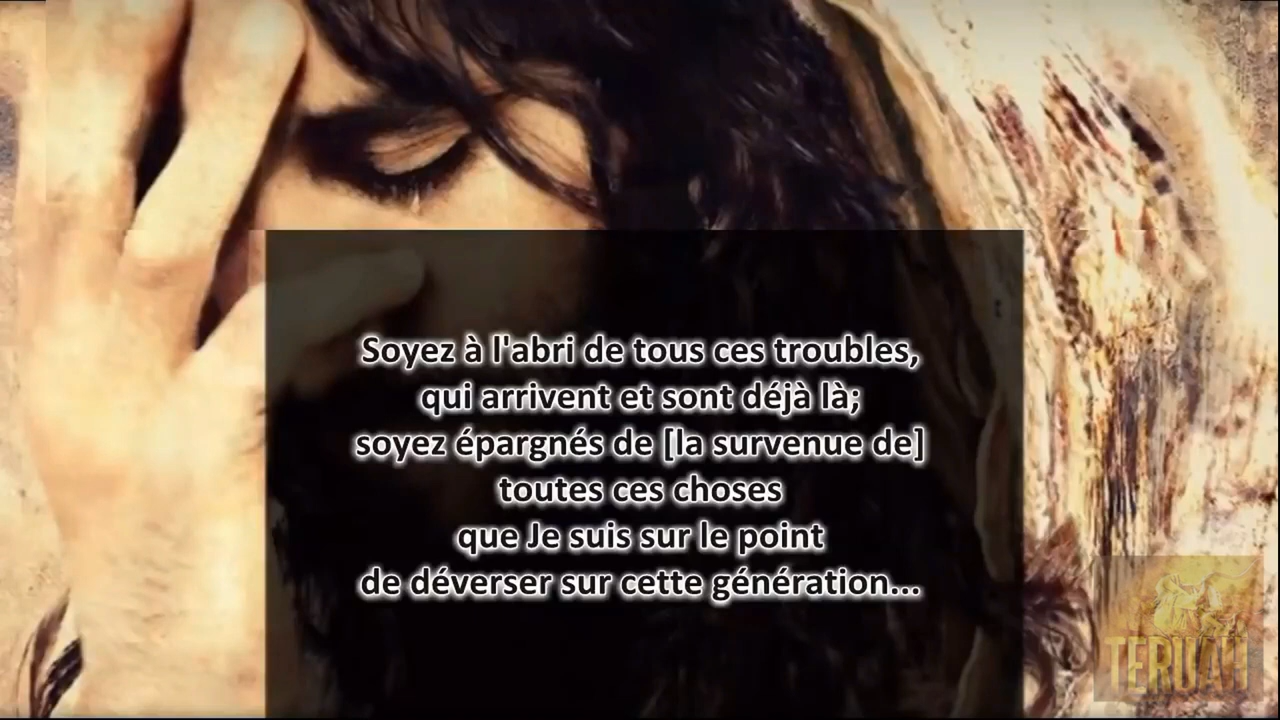 Soyez à l'abri de tous ces troubles,
qui arrivent et sont déjà là;
soyez épargnés de [la survenue de]
toutes ces choses
que Je suis sur le point
de déverser sur cette génération...
TERUAH